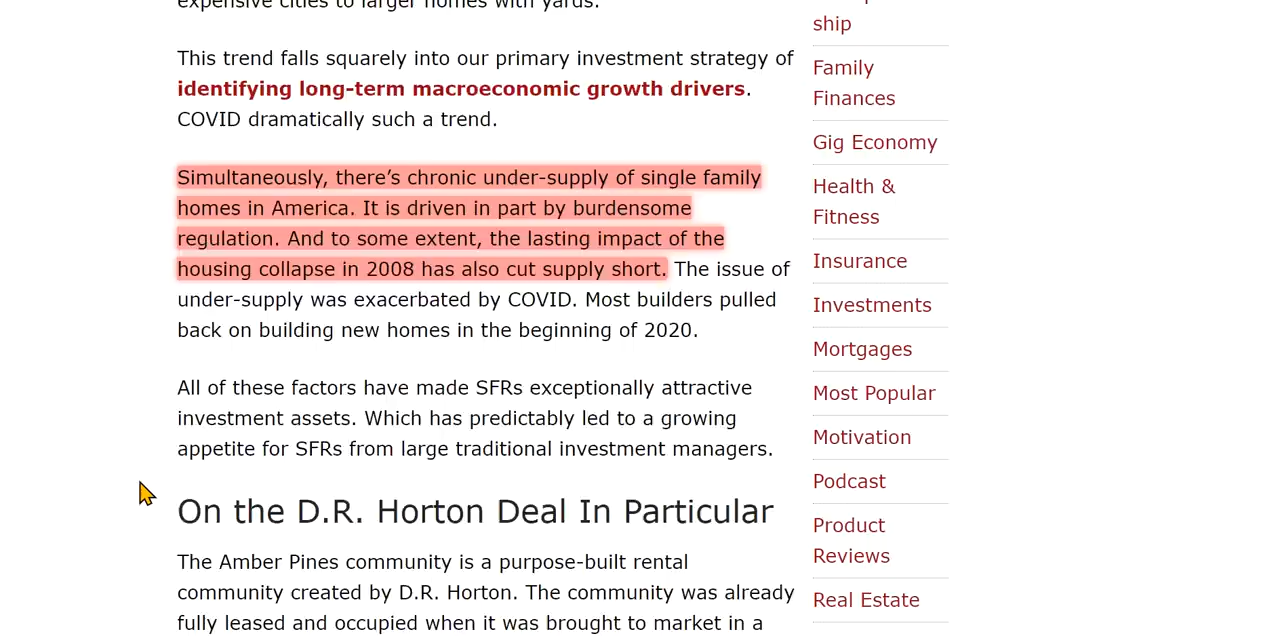 expensive cities to larger homes with yards.
This trend falls squarely into our primary investment strategy of
identifying long-term macroeconomic growth drivers.
COVID dramatically such a trend.
Simultaneously, there’s chronic under-supply of single family
homes in America. It is driven in part by burdensome
regulation. And to some extent, the lasting impact of the
housing collapse in 2008 has also cut supply short. The issue of
under-supply was exacerbated by COVID. Most builders pulled
back on building new homes in the beginning of 2020.
All of these factors have made SFRs exceptionally attractive
investment assets. Which has predictably led to a growing
appetite for SFRs from large traditional investment managers.
On the D.R. Horton Deal In Particular
The Amber Pines community is a purpose-built rental
community created by D.R. Horton. The community was already
fully leased and occupied when it was brought to market in a
ship
Family
Finances
Gig Economy
Health &
Fitness
Insurance
Investments
Mortgages
Most Popular
Motivation
Podcast
Product
Reviews
Real Estate